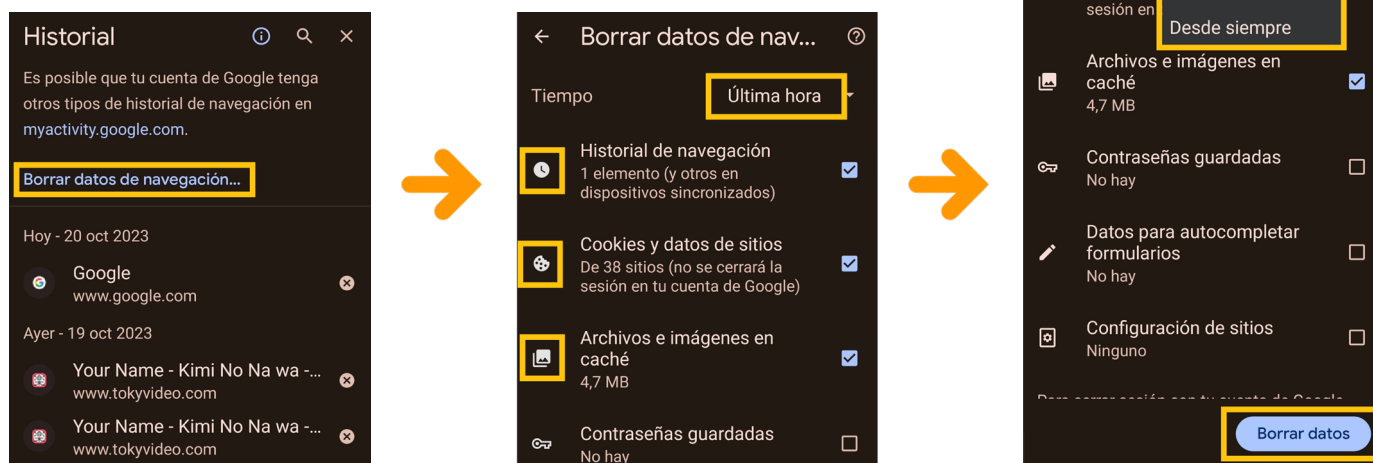 Historial
Es posible que tu cuenta de Google tenga
otros tipos de historial de navegación en
myactivity.google.com.
Borrar datos de navegación...
Hoy - 20 oct 2023
Google
www.google.com
Ayer - 19 oct 2023
Your Name - Kimi No Na wa -...
www.tokyvideo.com
Your Name - Kimi No Na wa -...
www.tokyvideo.com
Borrar datos de nav...
Tiempo
Última hora
Historial de navegación
1 elemento (y otros en
dispositivos sincronizados)
Cookies y datos de sitios
De 38 sitios (no se cerrará la
sesión en tu cuenta de Google)
Archivos e imágenes en
caché
4,7 MB
Contraseñas guardadas
No hay
sesión en
Desde siempre
Archivos e imágenes en
caché
4,7 MB
Contraseñas guardadas
No hay
Datos para autocompletar
formularios
No hay
Configuración de sitios
Ninguno
Borrar datos